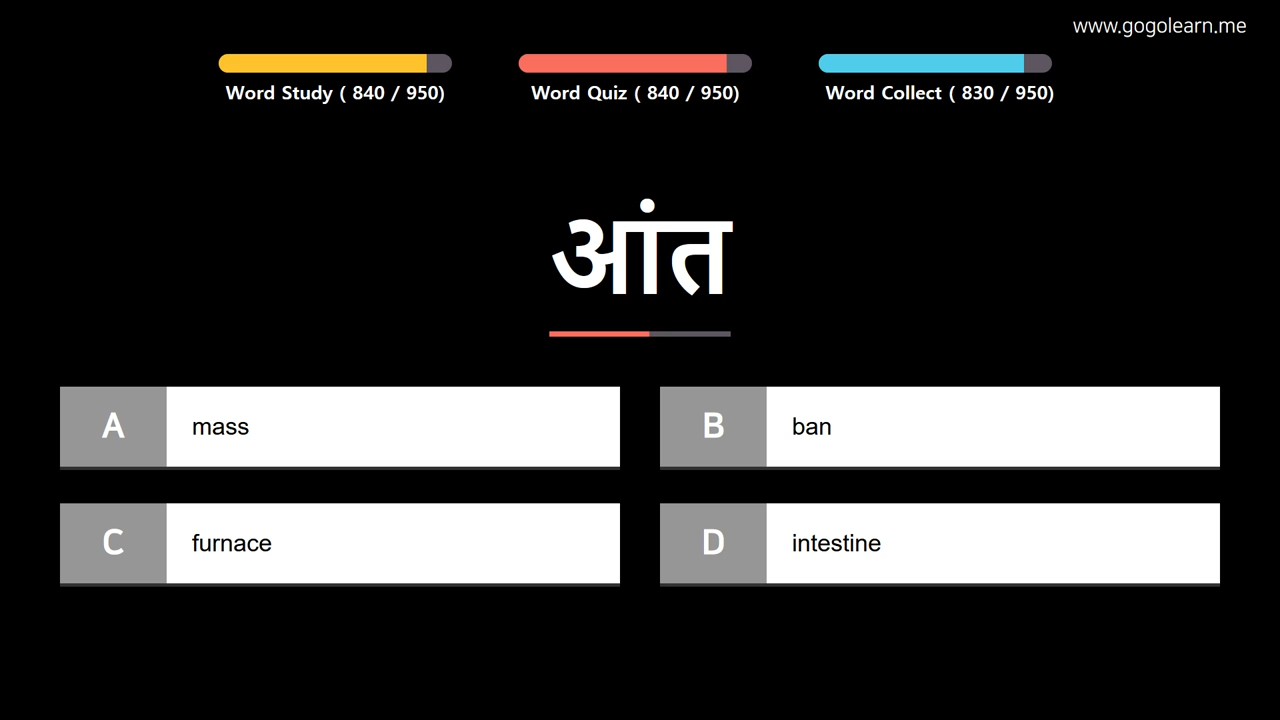 www.gogolearn.me
Word Study ( 840 / 950)
Word Quiz ( 840 / 950)
Word Collect ( 830 / 950)
आंत
A mass
B ban
C furnace
D intestine